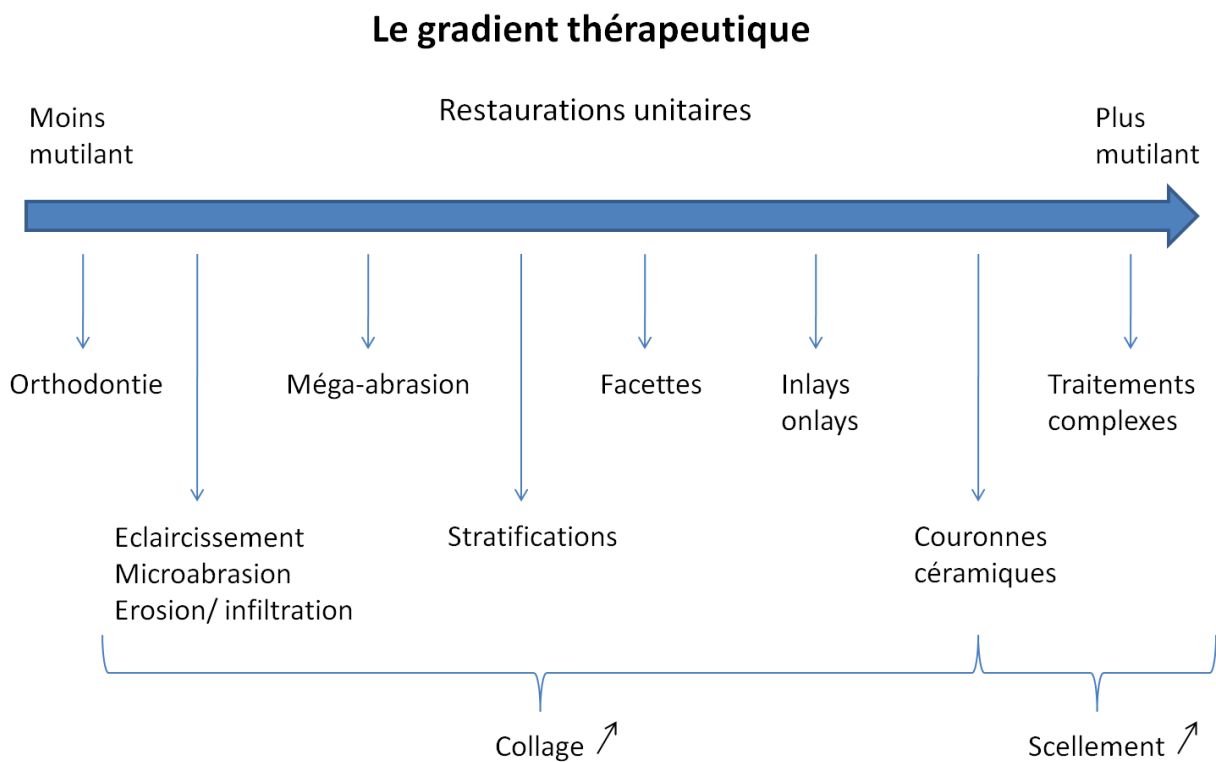 Le gradient thérapeutique
Restaurations unitaires
Moins
mutilant
Plus
mutilant
Orthodontie
Méga-abrasion
Facettes
Inlays
onlays
Traitements
complexes
Eclaircissement
Microabrasion
Erosion/ infiltration
Stratifications
Couronnes
céramiques
Collage
Scellement